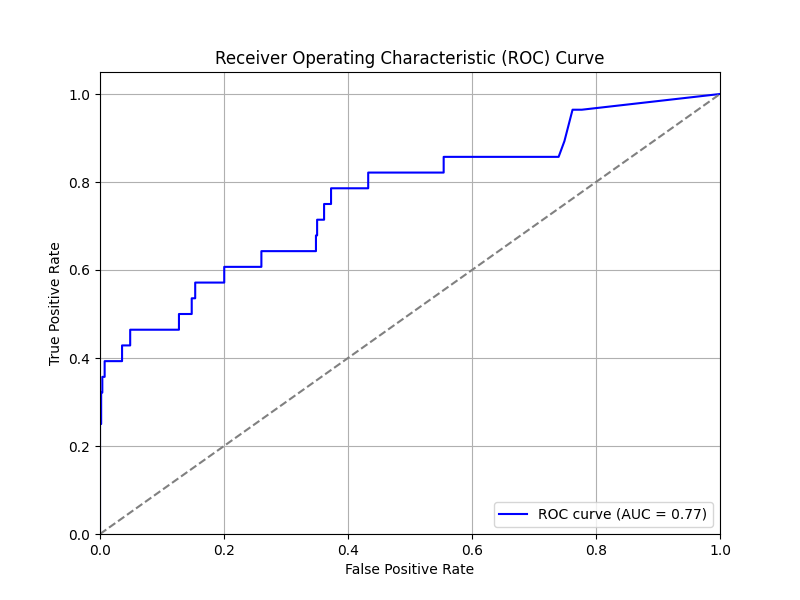 Receiver Operating Characteristic (ROC) Curve
True Positive Rate
1.0
0.8
0.6
0.4
0.2
0.0
ROC curve (AUC = 0.77)
0.0 0.2 0.4 0.6 0.8 1.0
False Positive Rate